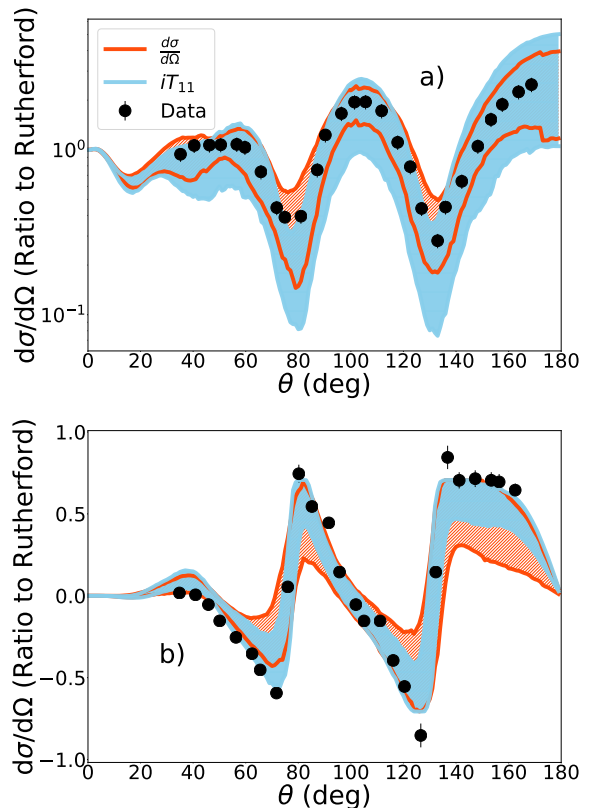 dσ/dΩ
iT₁₁
Data
a)
10⁰
10⁻¹
dσ/dΩ (Ratio to Rutherford)
0 20 40 60 80 100 120 140 160 180
θ (deg)
1.0
0.5
0.0
−0.5
−1.0
b)
dσ/dΩ (Ratio to Rutherford)
0 20 40 60 80 100 120 140 160 180
θ (deg)